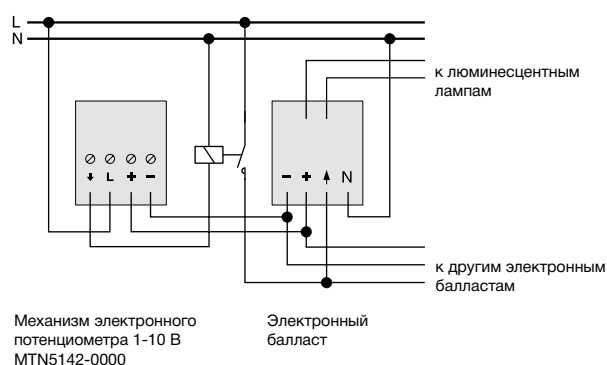 L
N
к люминесцентным
лампам
L + –
– + N
к другим электронным
балластам
Механизм электронного
потенциометра 1-10 В
MTN5142-0000
Электронный
балласт